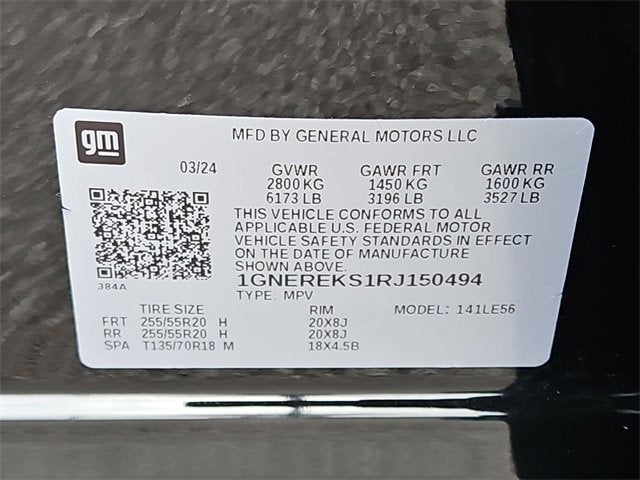 gm
MFD BY GENERAL MOTORS LLC
03/24 GVWR GAWR FRT GAWR RR
2800 KG 1450 KG 1600 KG
6173 LB 3196 LB 3527 LB
THIS VEHICLE CONFORMS TO ALL
APPLICABLE U.S. FEDERAL MOTOR
VEHICLE SAFETY STANDARDS IN EFFECT
ON THE DATE OF MANUFACTURE
SHOWN ABOVE.
384A
1GNEREKS1RJ150494
TYPE: MPV MODEL: 141LE56
TIRE SIZE RIM
FRT 255/55R20 H 20X8J
RR 255/55R20 H 20X8J
SPA T135/70R18 M 18X4.5B